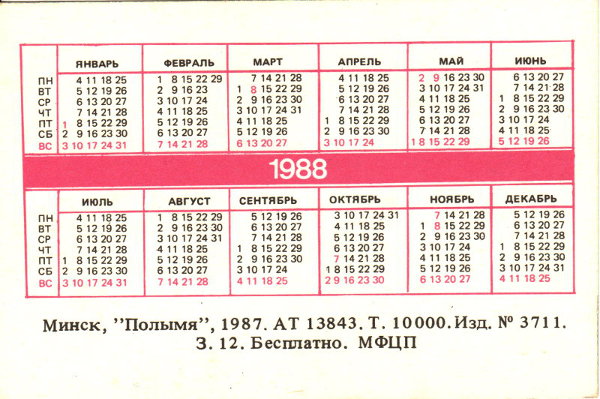 ЯНВАРЬ ФЕВРАЛЬ МАРТ АПРЕЛЬ МАЙ ИЮНЬ
ПН 4 11 18 25 1 8 15 22 29 7 14 21 28 4 11 18 25 2 9 16 23 30 6 13 20 27
ВТ 5 12 19 26 2 9 16 23 1 8 15 22 29 5 12 19 26 3 10 17 24 31 7 14 21 28
СР 6 13 20 27 3 10 17 24 2 9 16 23 30 6 13 20 27 4 11 18 25 1 8 15 22 29
ЧТ 7 14 21 28 4 11 18 25 3 10 17 24 31 7 14 21 28 5 12 19 26 2 9 16 23 30
ПТ 1 8 15 22 29 5 12 19 26 4 11 18 25 1 8 15 22 29 6 13 20 27 3 10 17 24
СБ 2 9 16 23 30 6 13 20 27 5 12 19 26 2 9 16 23 30 7 14 21 28 4 11 18 25
ВС 3 10 17 24 31 7 14 21 28 6 13 20 27 3 10 17 24 1 8 15 22 29 5 12 19 26
1988
ИЮЛЬ АВГУСТ СЕНТЯБРЬ ОКТЯБРЬ НОЯБРЬ ДЕКАБРЬ
ПН 4 11 18 25 1 8 15 22 29 5 12 19 26 3 10 17 24 31 7 14 21 28 5 12 19 26
ВТ 5 12 19 26 2 9 16 23 30 6 13 20 27 4 11 18 25 1 8 15 22 29 6 13 20 27
СР 6 13 20 27 3 10 17 24 31 7 14 21 28 5 12 19 26 2 9 16 23 30 7 14 21 28
ЧТ 7 14 21 28 4 11 18 25 1 8 15 22 29 6 13 20 27 3 10 17 24 1 8 15 22 29
ПТ 1 8 15 22 29 5 12 19 26 2 9 16 23 30 7 14 21 28 4 11 18 25 2 9 16 23 30
СБ 2 9 16 23 30 6 13 20 27 3 10 17 24 1 8 15 22 29 5 12 19 26 3 10 17 24 31
ВС 3 10 17 24 31 7 14 21 28 4 11 18 25 2 9 16 23 30 6 13 20 27 4 11 18 25
Минск, "Полымя", 1987. АТ 13843. Т. 10000. Изд. № 3711.
З. 12. Бесплатно. МФЦП